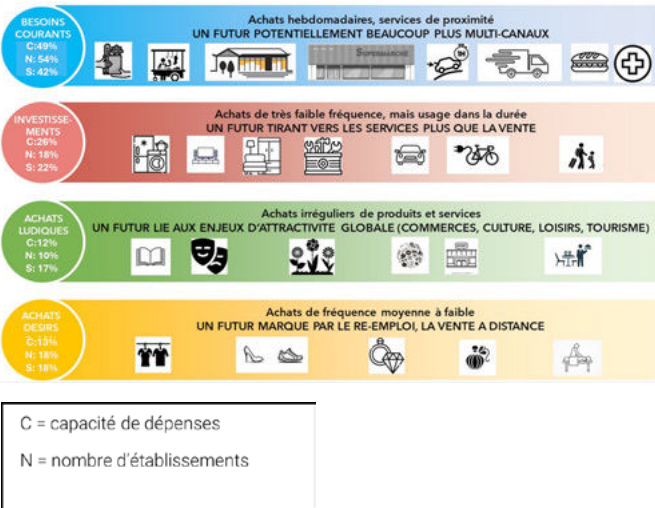 BESOINS
COURANTS
C:49%
N: 54%
S: 42%
Achats hebdomadaires, services de proximité
UN FUTUR POTENTIELLEMENT BEAUCOUP PLUS MULTI-CANAUX
SUPERMARCHÉ
1H
INVESTISSE-
MENTS
C:26%
N: 18%
S: 22%
Achats de très faible fréquence, mais usage dans la durée
UN FUTUR TIRANT VERS LES SERVICES PLUS QUE LA VENTE
ACHATS
LUDIQUES
C:12%
N: 10%
S: 17%
Achats irréguliers de produits et services
UN FUTUR LIE AUX ENJEUX D'ATTRACTIVITE GLOBALE (COMMERCES, CULTURE, LOISIRS, TOURISME)
ACHATS
DESIRS
C:13%
N: 18%
S: 18%
Achats de fréquence moyenne à faible
UN FUTUR MARQUE PAR LE RE-EMPLOI, LA VENTE A DISTANCE
C = capacité de dépenses
N = nombre d'établissements